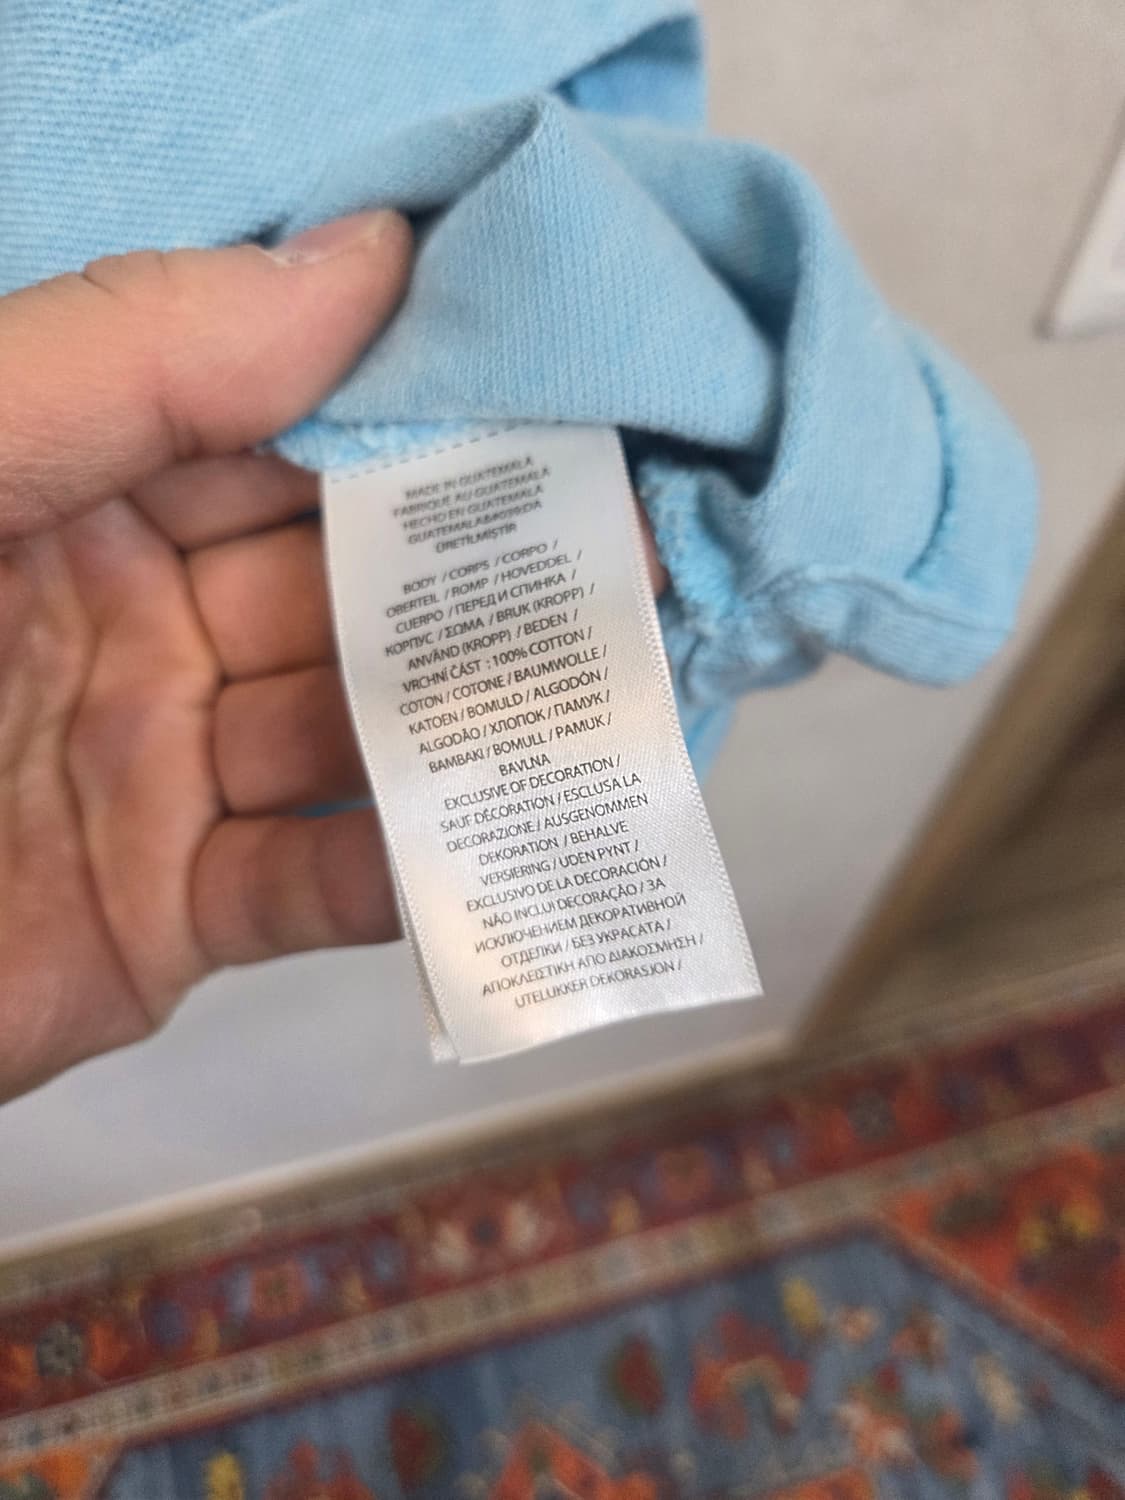 MADE IN GUATEMALA
FABRIQUE AU GUATEMALA
HECHO EN GUATEMALA
GUATEMALA&#039;DA
ÜRETİLMİŞTİR
BODY / CORPS / CORPO /
OBERTEIL / ROMP / HOVEDDEL /
CUERPO / ПЕРЕД И СПИНКА /
КОРПУС / ΣΩΜΑ / BRUK (KROPP) /
ANVÄND (KROPP) / BEDEN /
VRCHNÍ ČÁST : 100% COTTON /
COTON / COTONE / BAUMWOLLE /
KATOEN / BOMULD / ALGODÓN /
ALGODÃO / ХЛОПОК / ПАМУК /
ΒΑΜΒΑΚΙ / BOMULL / PAMUK /
BAVLNA
EXCLUSIVE OF DECORATION /
SAUF DÉCORATION / ESCLUSA LA
DECORAZIONE / AUSGENOMMEN
DEKORATION / BEHALVE
VERSIERING / UDEN PYNT /
EXCLUSIVO DE LA DECORACIÓN /
NÃO INCLUI DECORAÇÃO / ЗА
ИСКЛЮЧЕНИЕМ ДЕКОРАТИВНОЙ
ОТДЕЛКИ / БЕЗ УКРАСАТА /
ΑΠΟΚΛΕΙΣΤΙΚΗ ΑΠΟ ΔΙΑΚΟΣΜΗΣΗ /
UTELUKKER DEKORASJON /